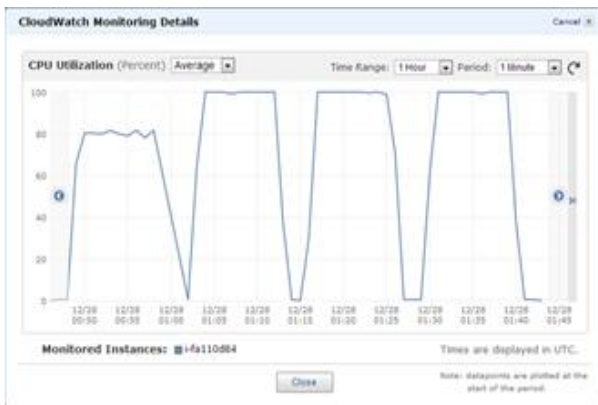 CloudWatch Monitoring Details
Cancel x
CPU Utilization (Percent) Average
Time Range: 1 Hour Period: 1 Minute
100
80
60
40
20
0
12/28 00:50
12/28 00:55
12/28 01:00
12/28 01:05
12/28 01:10
12/28 01:15
12/28 01:20
12/28 01:25
12/28 01:30
12/28 01:35
12/28 01:40
12/28 01:45
Monitored Instances: i-fa110d64
Times are displayed in UTC.
Close
Note: datapoints are plotted at the
start of the period.